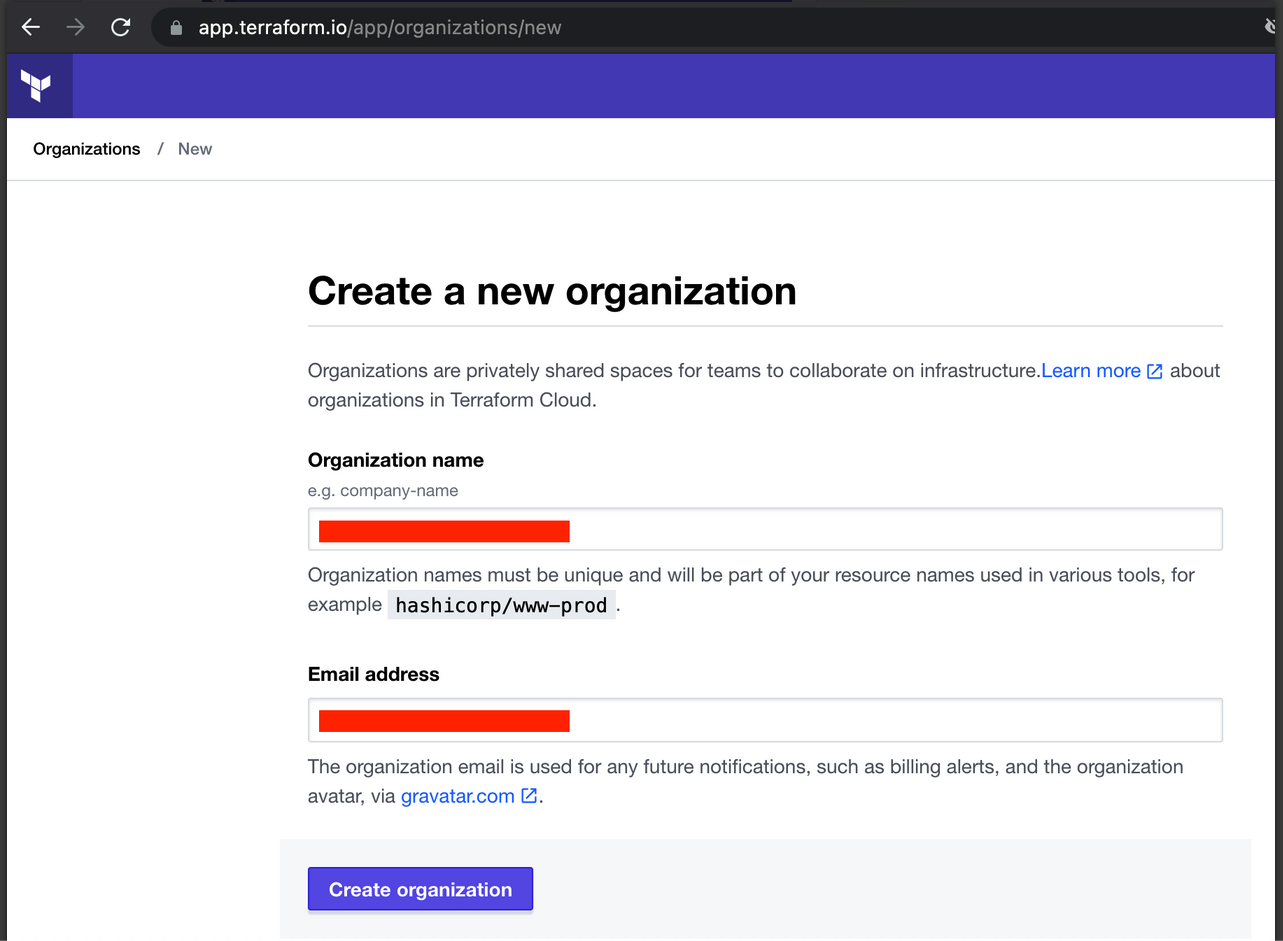 app.terraform.io/app/organizations/new
Organizations / New
Create a new organization
Organizations are privately shared spaces for teams to collaborate on infrastructure.Learn more about
organizations in Terraform Cloud.
Organization name
e.g. company-name
Organization names must be unique and will be part of your resource names used in various tools, for
example hashicorp/www-prod .
Email address
The organization email is used for any future notifications, such as billing alerts, and the organization
avatar, via gravatar.com .
Create organization